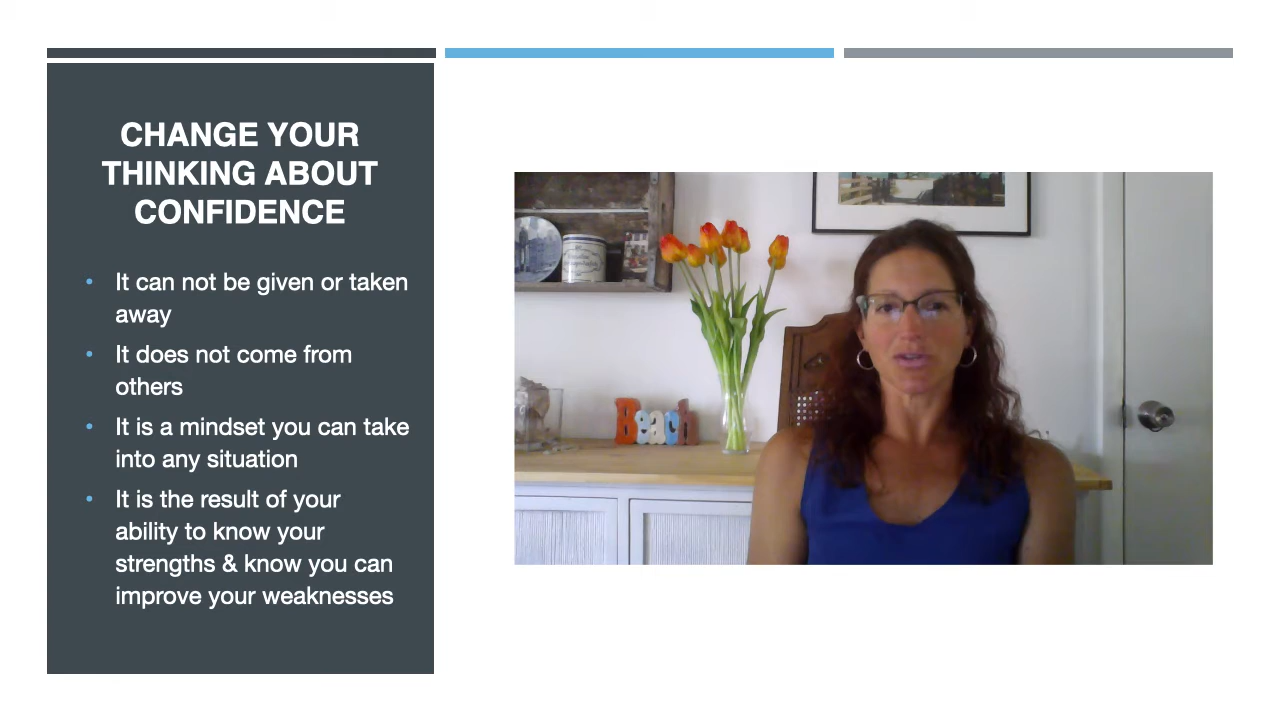 CHANGE YOUR
THINKING ABOUT
CONFIDENCE
• It can not be given or taken
away
• It does not come from
others
• It is a mindset you can take
into any situation
• It is the result of your
ability to know your
strengths & know you can
improve your weaknesses
Beach